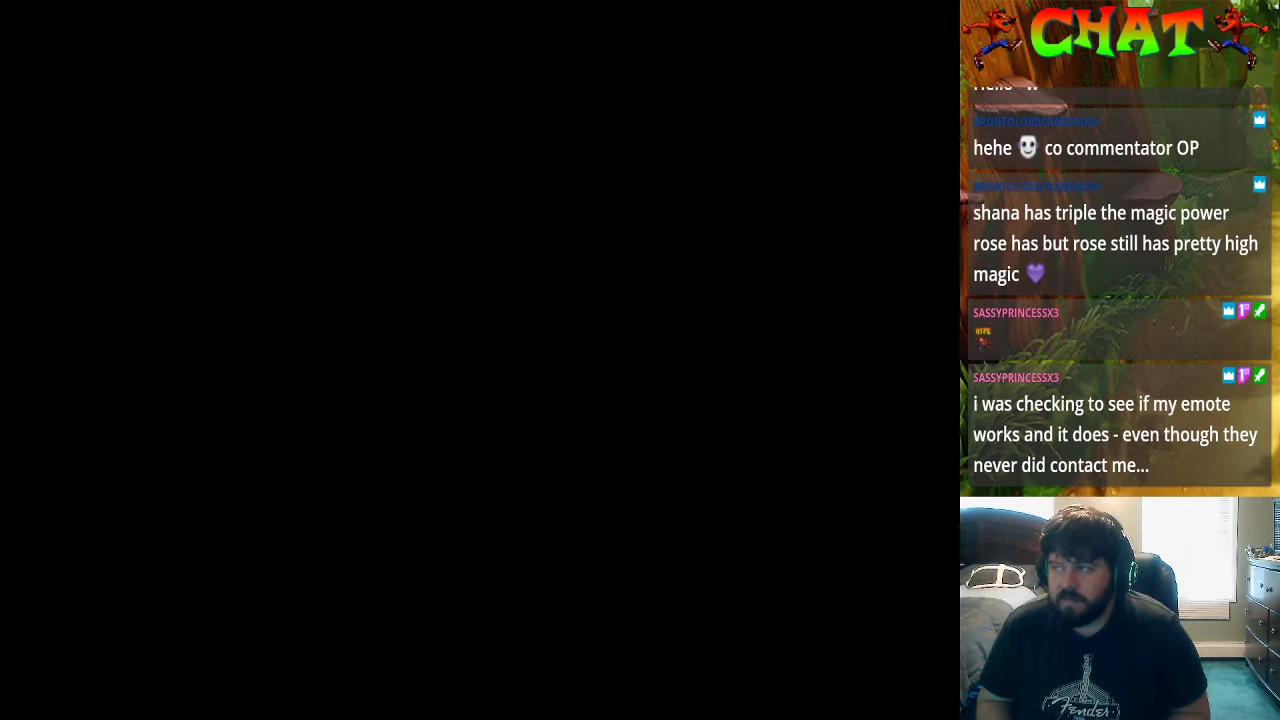 CHAT
hehe co commentator OP
shana has triple the magic power
rose has but rose still has pretty high
magic
SASSYPRINCESSX3
HYPE
SASSYPRINCESSX3
i was checking to see if my emote
works and it does - even though they
never did contact me...
Fender